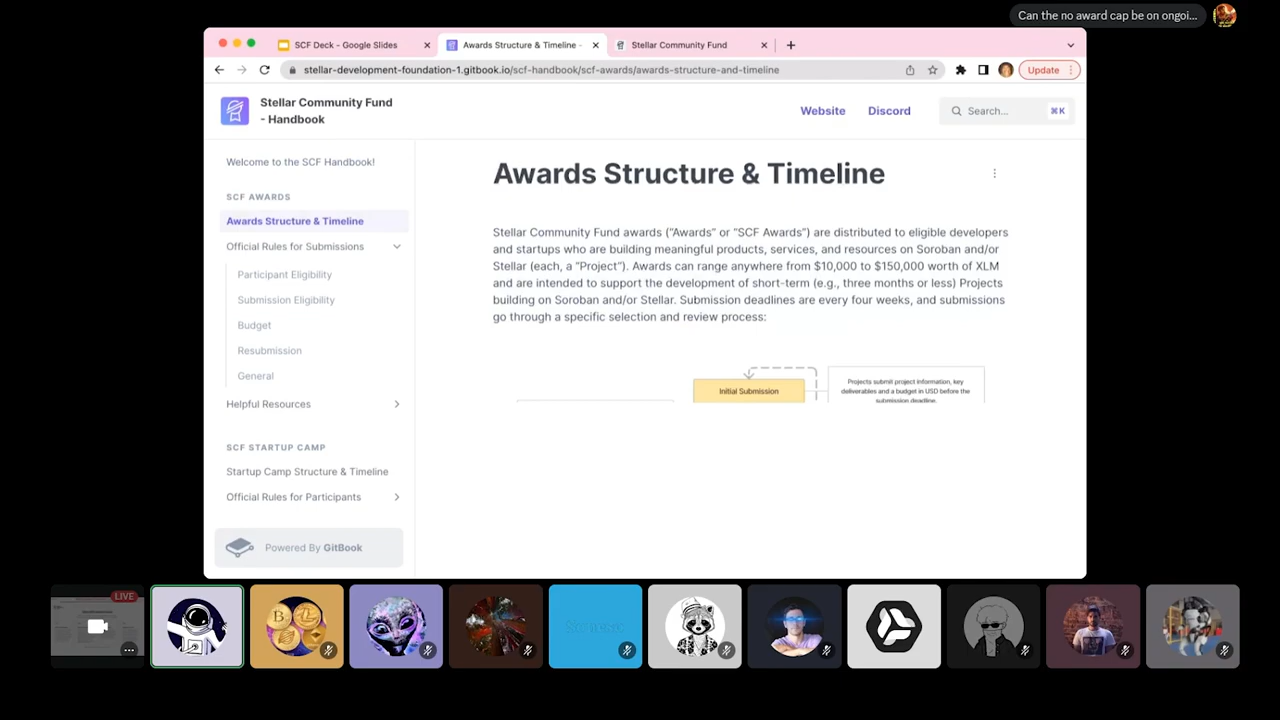 Can the no award cap be on ongoi...
SCF Deck - Google Slides
Awards Structure & Timeline -
Stellar Community Fund
stellar-development-foundation-1.gitbook.io/scf-handbook/scf-awards/awards-structure-and-timeline
Update
Stellar Community Fund
- Handbook
Website
Discord
Search...
⌘K
Welcome to the SCF Handbook!
SCF AWARDS
Awards Structure & Timeline
Official Rules for Submissions
Participant Eligibility
Submission Eligibility
Budget
Resubmission
General
Helpful Resources
SCF STARTUP CAMP
Startup Camp Structure & Timeline
Official Rules for Participants
Powered By GitBook
Awards Structure & Timeline
Stellar Community Fund awards (“Awards” or “SCF Awards”) are distributed to eligible developers
and startups who are building meaningful products, services, and resources on Soroban and/or
Stellar (each, a “Project”). Awards can range anywhere from $10,000 to $150,000 worth of XLM
and are intended to support the development of short-term (e.g., three months or less) Projects
building on Soroban and/or Stellar. Submission deadlines are every four weeks, and submissions
go through a specific selection and review process:
Initial Submission
Projects submit project information, key
deliverables and a budget in USD before the
submission deadline.
LIVE